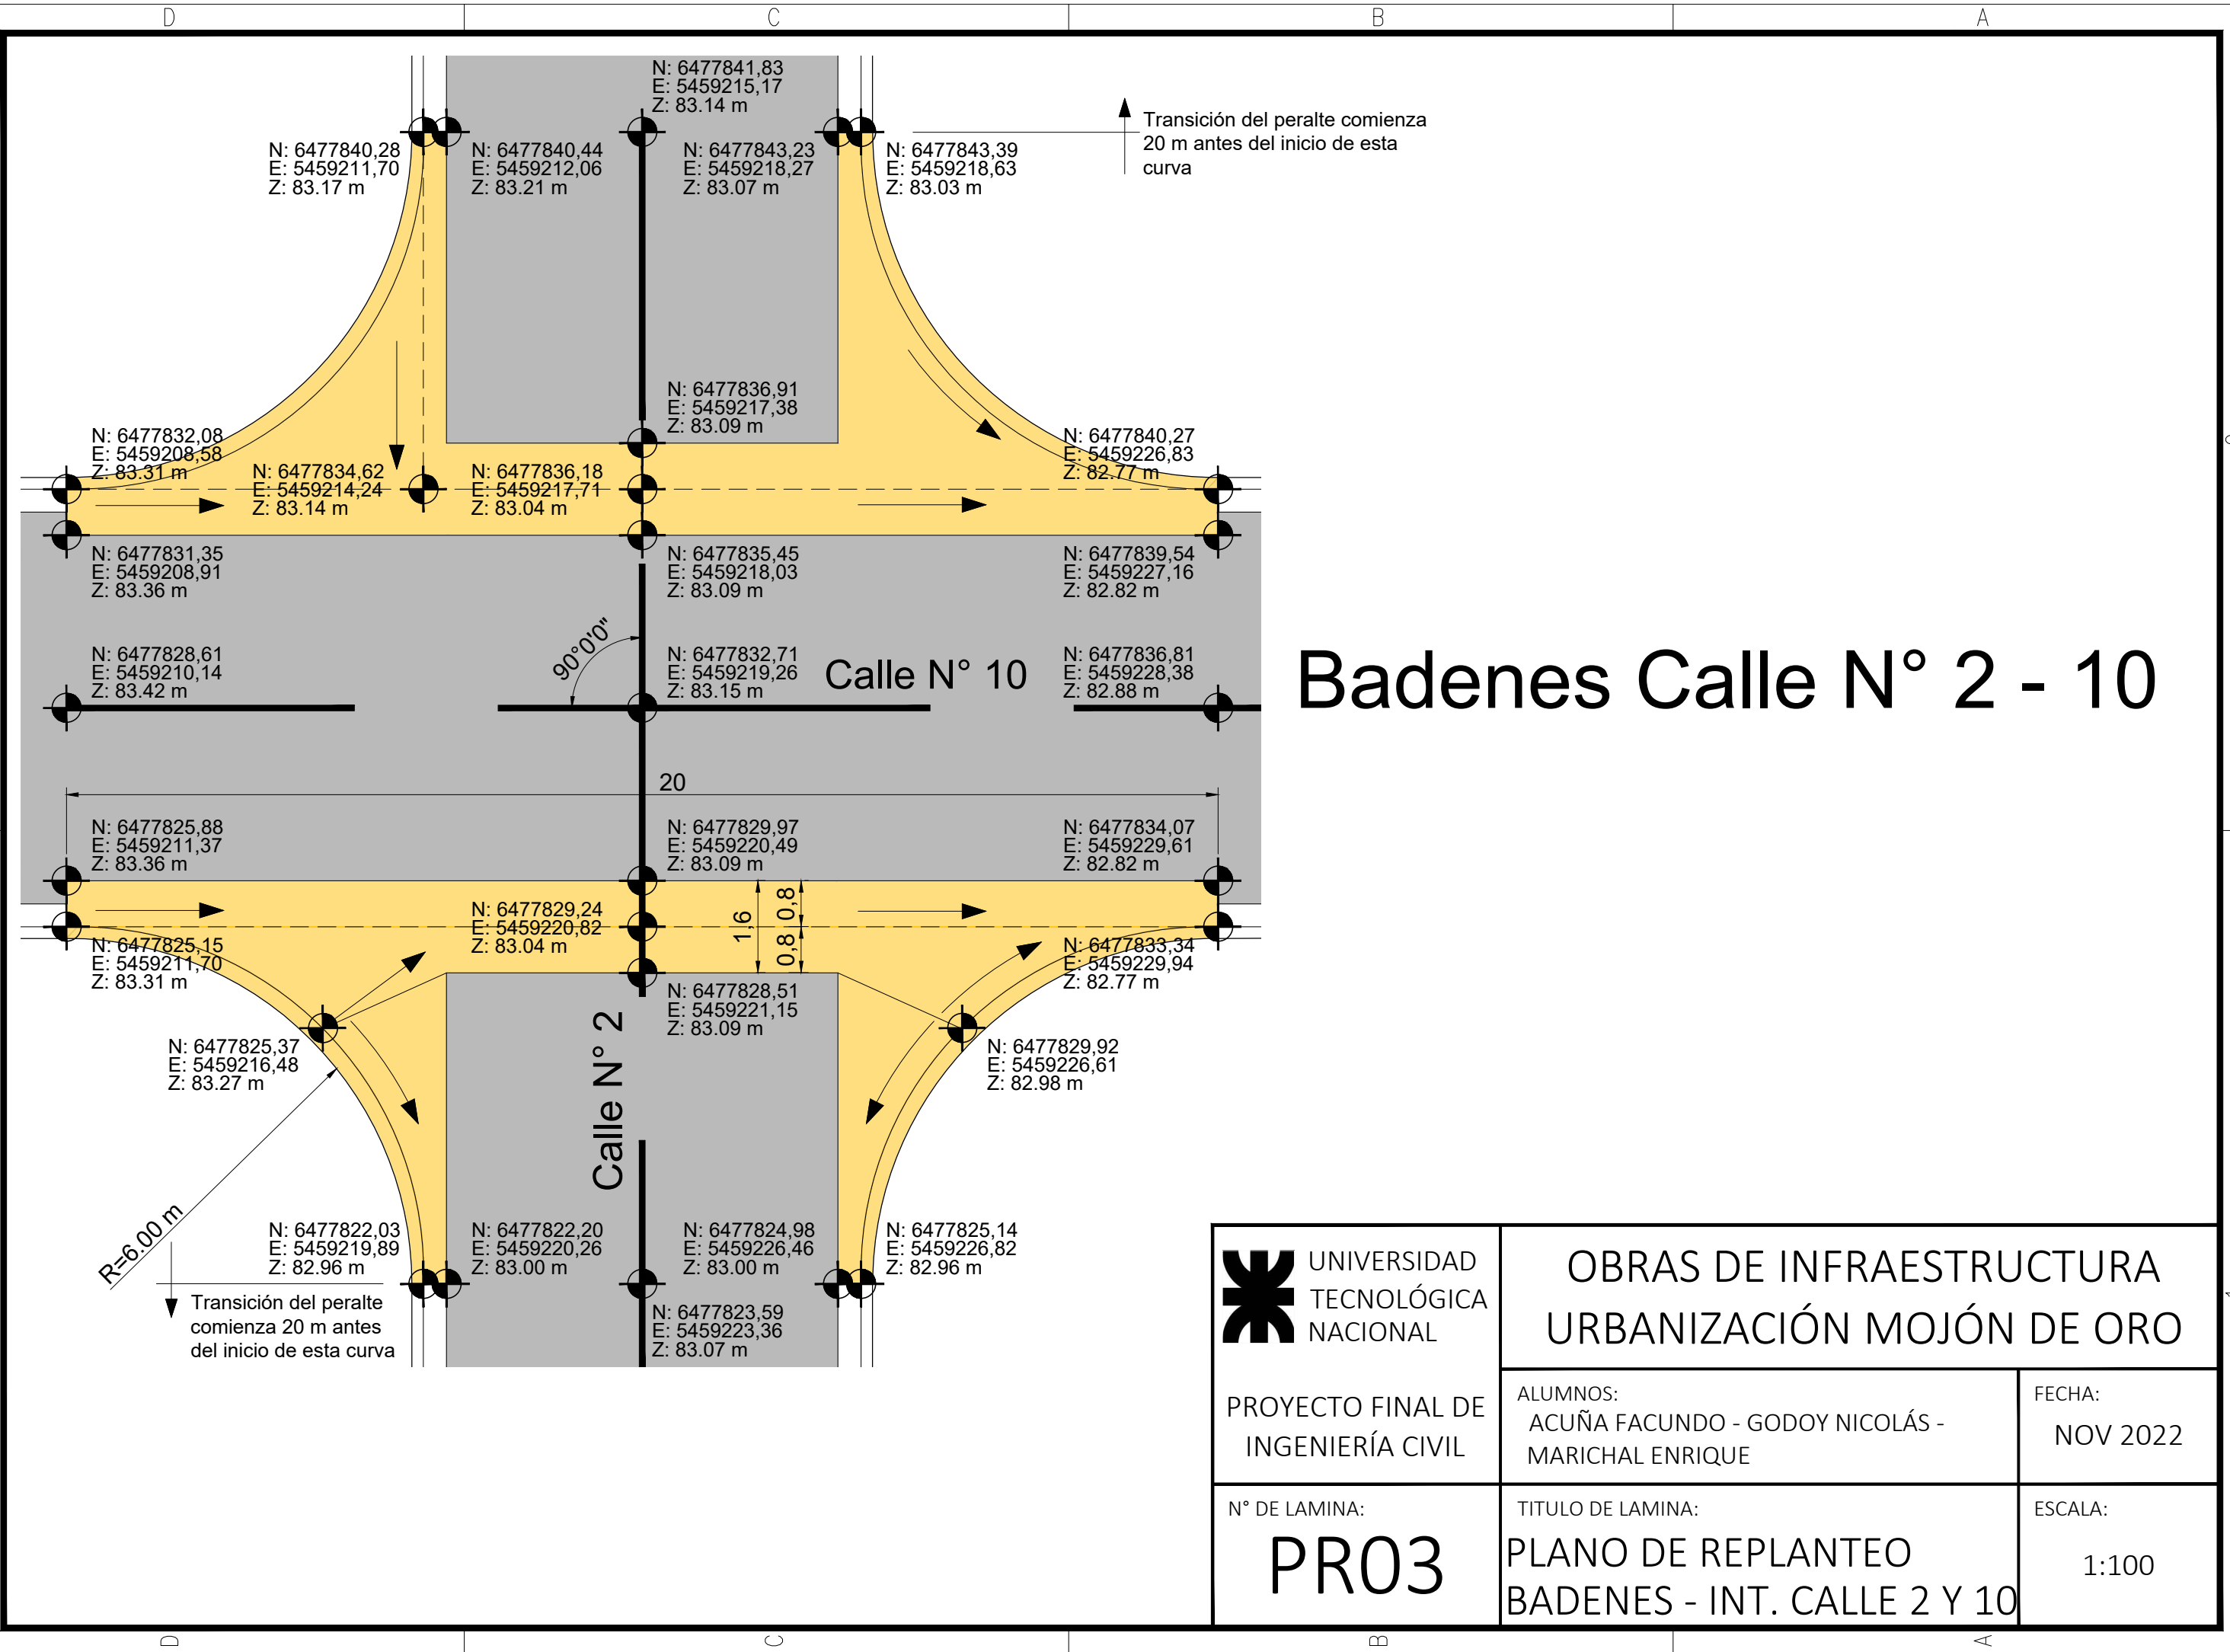 D
C
B
A
N: 6477841,83
E: 5459215,17
Z: 83.14 m
N: 6477840,28
E: 5459211,70
Z: 83.17 m
N: 6477840,44
E: 5459212,06
Z: 83.21 m
N: 6477843,23
E: 5459218,27
Z: 83.07 m
N: 6477843,39
E: 5459218,63
Z: 83.03 m
Transición del peralte comienza
20 m antes del inicio de esta
curva
N: 6477836,91
E: 5459217,38
Z: 83.09 m
N: 6477832,08
E: 5459208,58
Z: 83.31 m
N: 6477834,62
E: 5459214,24
Z: 83.14 m
N: 6477836,18
E: 5459217,71
Z: 83.04 m
N: 6477840,27
E: 5459226,83
Z: 82.77 m
N: 6477831,35
E: 5459208,91
Z: 83.36 m
N: 6477835,45
E: 5459218,03
Z: 83.09 m
N: 6477839,54
E: 5459227,16
Z: 82.82 m
90°0'0"
N: 6477828,61
E: 5459210,14
Z: 83.42 m
N: 6477832,71
E: 5459219,26
Z: 83.15 m
Calle N° 10
N: 6477836,81
E: 5459228,38
Z: 82.88 m
Badenes Calle N° 2 - 10
20
N: 6477825,88
E: 5459211,37
Z: 83.36 m
N: 6477829,97
E: 5459220,49
Z: 83.09 m
N: 6477834,07
E: 5459229,61
Z: 82.82 m
N: 6477829,24
E: 5459220,82
Z: 83.04 m
1,6
0,8
0,8
N: 6477825,15
E: 5459211,70
Z: 83.31 m
N: 6477833,34
E: 5459229,94
Z: 82.77 m
N: 6477828,51
E: 5459221,15
Z: 83.09 m
Calle N° 2
N: 6477825,37
E: 5459216,48
Z: 83.27 m
N: 6477829,92
E: 5459226,61
Z: 82.98 m
R=6.00 m
N: 6477822,03
E: 5459219,89
Z: 82.96 m
N: 6477822,20
E: 5459220,26
Z: 83.00 m
N: 6477824,98
E: 5459226,46
Z: 83.00 m
N: 6477825,14
E: 5459226,82
Z: 82.96 m
Transición del peralte
comienza 20 m antes
del inicio de esta curva
N: 6477823,59
E: 5459223,36
Z: 83.07 m
UNIVERSIDAD
TECNOLÓGICA
NACIONAL
PROYECTO FINAL DE
INGENIERÍA CIVIL
OBRAS DE INFRAESTRUCTURA
URBANIZACIÓN MOJÓN DE ORO
ALUMNOS:
ACUÑA FACUNDO - GODOY NICOLÁS -
MARICHAL ENRIQUE
FECHA:
NOV 2022
N° DE LAMINA:
PR03
TITULO DE LAMINA:
PLANO DE REPLANTEO
BADENES - INT. CALLE 2 Y 10
ESCALA:
1:100
D
C
B
A